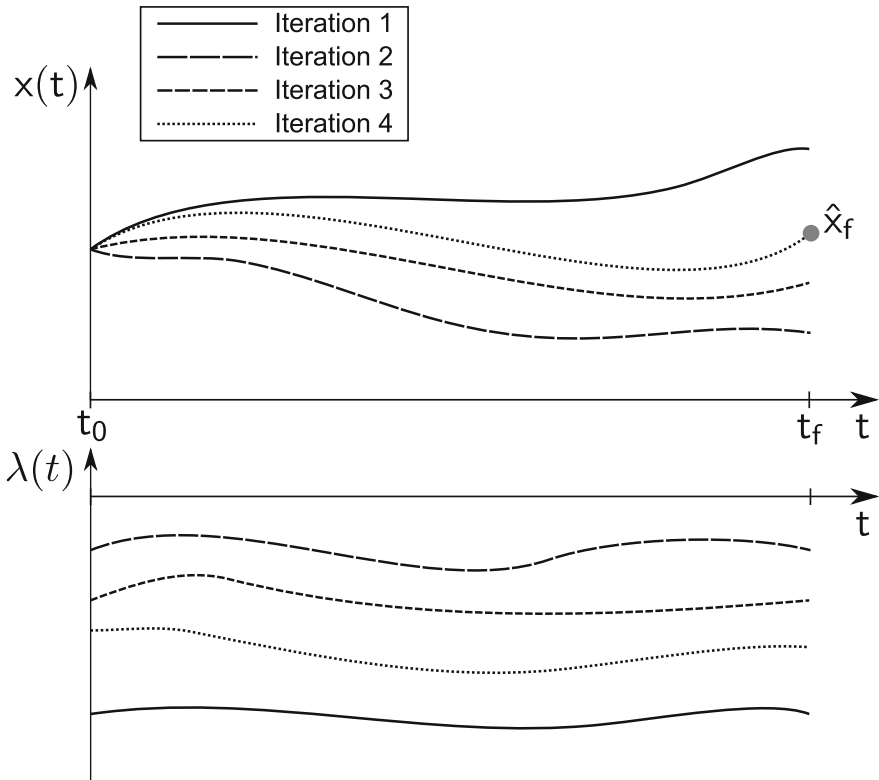 Iteration 1
Iteration 2
Iteration 3
Iteration 4
x(t)
x̂f
t0
tf
t
λ(t)
t